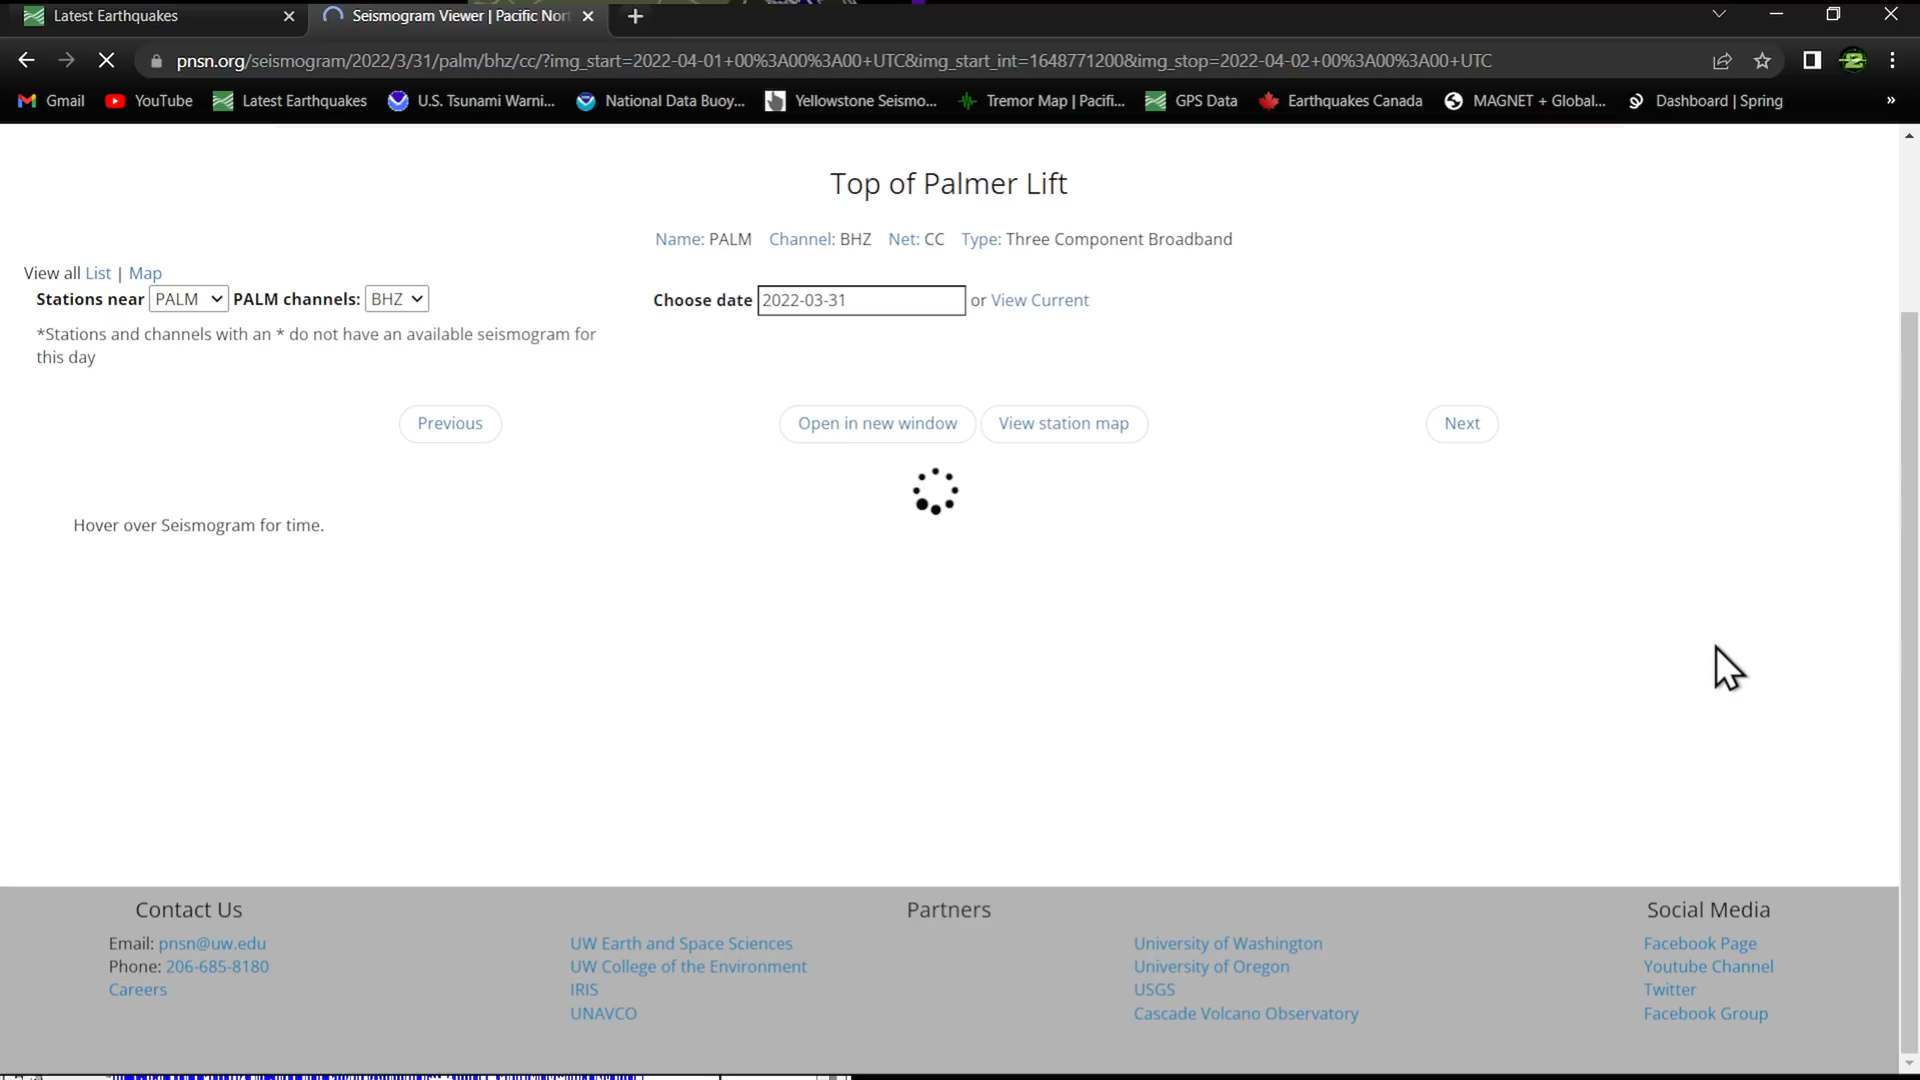 Latest Earthquakes
Seismogram Viewer | Pacific Nor
pnsn.org/seismogram/2022/3/31/palm/bhz/cc/?img_start=2022-04-01+00%3A00%3A00+UTC&img_start_int=1648771200&img_stop=2022-04-02+00%3A00%3A00+UTC
Gmail YouTube Latest Earthquakes U.S. Tsunami Warni... National Data Buoy... Yellowstone Seismo... Tremor Map | Pacifi... GPS Data Earthquakes Canada MAGNET + Global... Dashboard | Spring »
Top of Palmer Lift
Name: PALM Channel: BHZ Net: CC Type: Three Component Broadband
View all List | Map
Stations near PALM PALM channels: BHZ
Choose date 2022-03-31 or View Current
*Stations and channels with an * do not have an available seismogram for
this day
Previous Open in new window View station map Next
Hover over Seismogram for time.
Contact Us
Email: pnsn@uw.edu
Phone: 206-685-8180
Careers
Partners
UW Earth and Space Sciences
UW College of the Environment
IRIS
UNAVCO
University of Washington
University of Oregon
USGS
Cascade Volcano Observatory
Social Media
Facebook Page
Youtube Channel
Twitter
Facebook Group